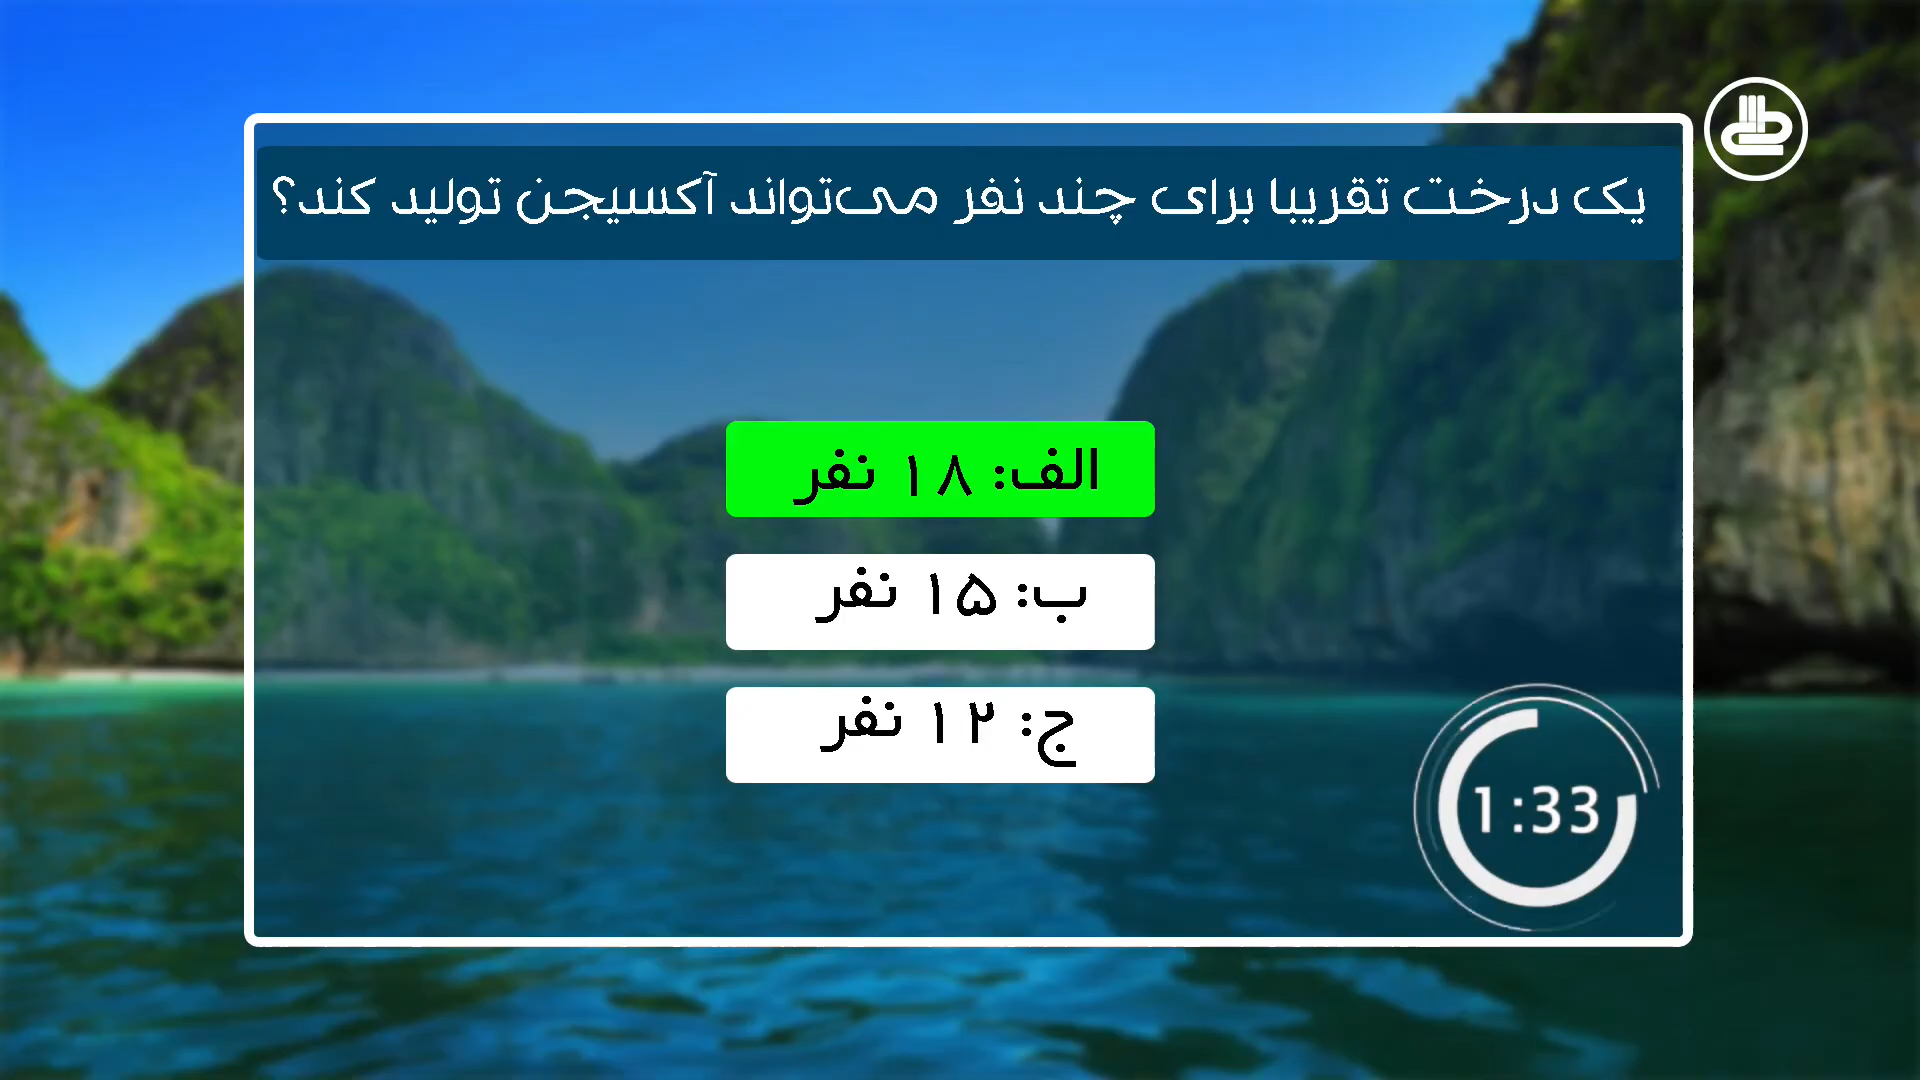 یک درخت تقریبا برای چند نفر می‌تواند آکسیجن تولید کند؟
الف: ۱۸ نفر
ب: ۱۵ نفر
ج: ۱۲ نفر
1:33